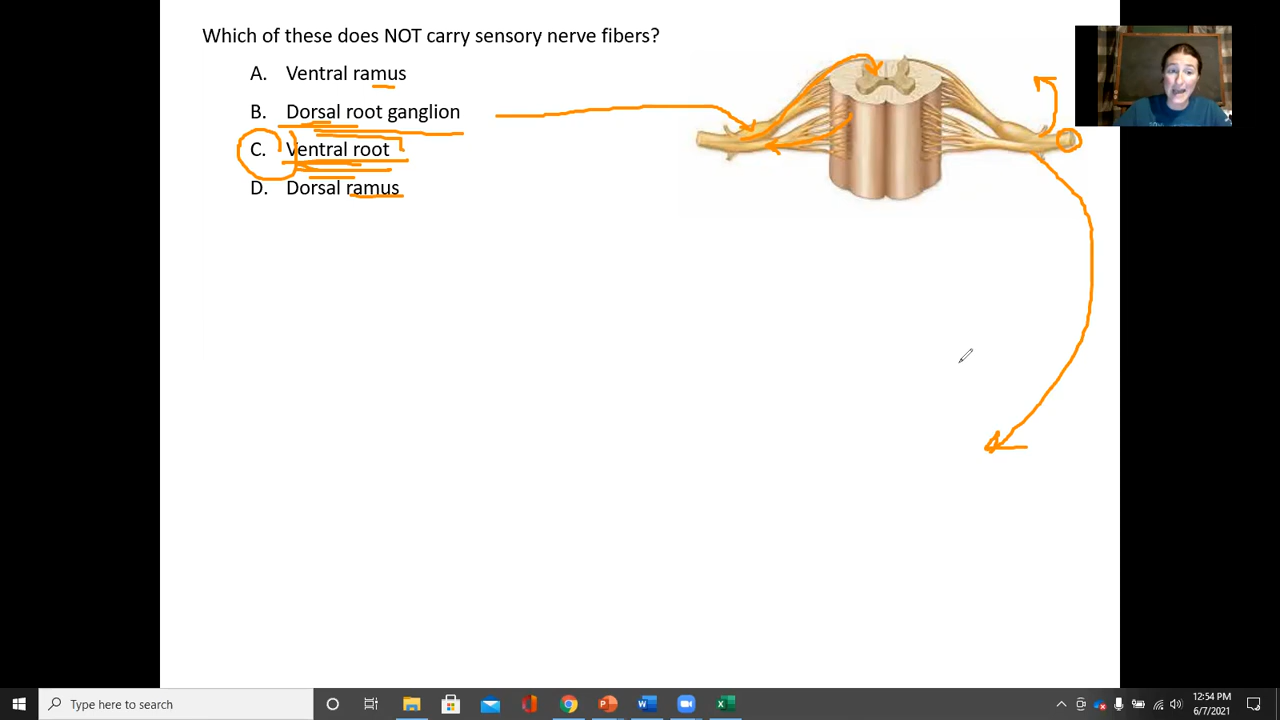 Which of these does NOT carry sensory nerve fibers?
A. Ventral ramus
B. Dorsal root ganglion
C. Ventral root
D. Dorsal ramus
Type here to search
12:54 PM
6/7/2021